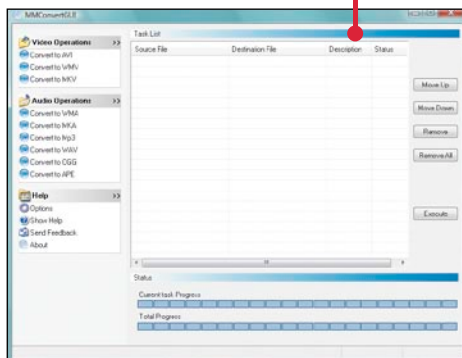 MMConvertGUI
Video Operations >>
Convert to AVI
Convert to WMV
Convert to MKV
Audio Operations >>
Convert to WMA
Convert to MKA
Convert to Mp3
Convert to WAV
Convert to OGG
Convert to APE
Help >>
Options
Show Help
Send Feedback
About
Task List
Source File Destination File Description Status
Move Up
Move Down
Remove
Remove All
Execute
Status
Current task Progress
Total Progress